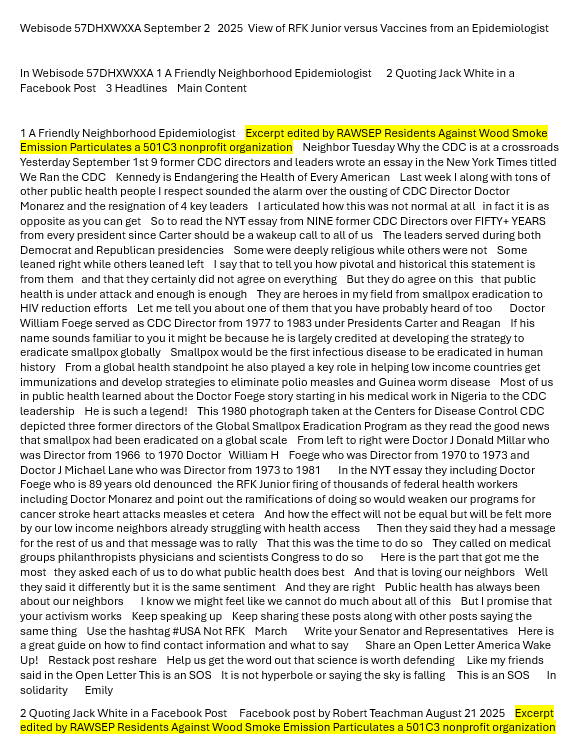 Webisode 57DHXWXXA September 2 2025 View of RFK Junior versus Vaccines from an Epidemiologist
In Webisode 57DHXWXXA 1 A Friendly Neighborhood Epidemiologist 2 Quoting Jack White in a
Facebook Post 3 Headlines Main Content
1 A Friendly Neighborhood Epidemiologist Excerpt edited by RAWSEP Residents Against Wood Smoke
Emission Particulates a 501C3 nonprofit organization Neighbor Tuesday Why the CDC is at a crossroads
Yesterday September 1st 9 former CDC directors and leaders wrote an essay in the New York Times titled
We Ran the CDC Kennedy is Endangering the Health of Every American Last week I along with tons of
other public health people I respect sounded the alarm over the ousting of CDC Director Doctor
Monarez and the resignation of 4 key leaders I articulated how this was not normal at all in fact it is as
opposite as you can get So to read the NYT essay from NINE former CDC Directors over FIFTY+ YEARS
from every president since Carter should be a wakeup call to all of us The leaders served during both
Democrat and Republican presidencies Some were deeply religious while others were not Some
leaned right while others leaned left I say that to tell you how pivotal and historical this statement is
from them and that they certainly did not agree on everything But they do agree on this that public
health is under attack and enough is enough They are heroes in my field from smallpox eradication to
HIV reduction efforts Let me tell you about one of them that you have probably heard of too Doctor
William Foege served as CDC Director from 1977 to 1983 under Presidents Carter and Reagan If his
name sounds familiar to you it might be because he is largely credited at developing the strategy to
eradicate smallpox globally Smallpox would be the first infectious disease to be eradicated in human
history From a global health standpoint he also played a key role in helping low income countries get
immunizations and develop strategies to eliminate polio measles and Guinea worm disease Most of us
in public health learned about the Doctor Foege story starting in his medical work in Nigeria to the CDC
leadership He is such a legend! This 1980 photograph taken at the Centers for Disease Control CDC
depicted three former directors of the Global Smallpox Eradication Program as they read the good news
that smallpox had been eradicated on a global scale From left to right were Doctor J Donald Millar who
was Director from 1966 to 1970 Doctor William H Foege who was Director from 1970 to 1973 and
Doctor J Michael Lane who was Director from 1973 to 1981 In the NYT essay they including Doctor
Foege who is 89 years old denounced the RFK Junior firing of thousands of federal health workers
including Doctor Monarez and point out the ramifications of doing so would weaken our programs for
cancer stroke heart attacks measles et cetera And how the effect will not be equal but will be felt more
by our low income neighbors already struggling with health access Then they said they had a message
for the rest of us and that message was to rally That this was the time to do so They called on medical
groups philanthropists physicians and scientists Congress to do so Here is the part that got me the
most they asked each of us to do what public health does best And that is loving our neighbors Well
they said it differently but it is the same sentiment And they are right Public health has always been
about our neighbors I know we might feel like we cannot do much about all of this But I promise that
your activism works Keep speaking up Keep sharing these posts along with other posts saying the
same thing Use the hashtag #USA Not RFK March Write your Senator and Representatives Here is
a great guide on how to find contact information and what to say Share an Open Letter America Wake
Up! Restack post reshare Help us get the word out that science is worth defending Like my friends
said in the Open Letter This is an SOS It is not hyperbole or saying the sky is falling This is an SOS In
solidarity Emily
2 Quoting Jack White in a Facebook Post Facebook post by Robert Teachman August 21 2025 Excerpt
edited by RAWSEP Residents Against Wood Smoke Emission Particulates a 501C3 nonprofit organization